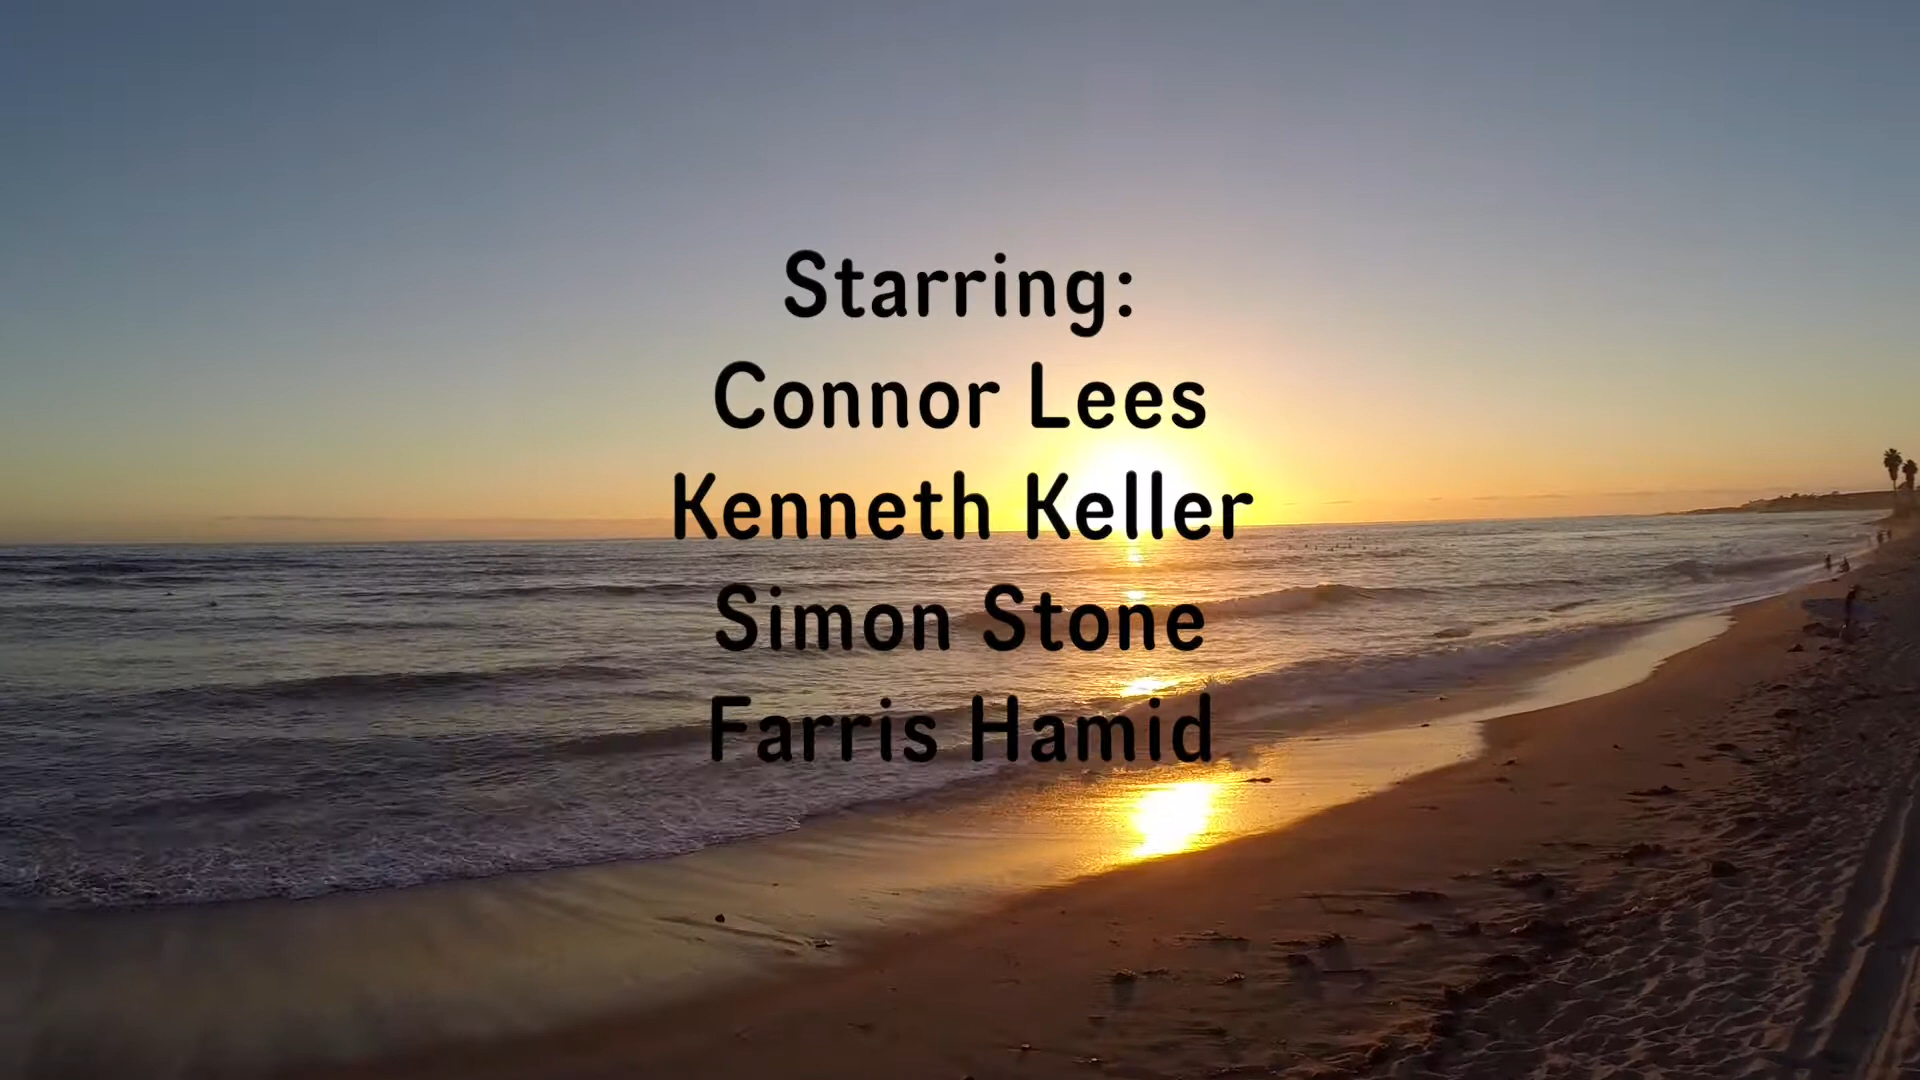 Starring:
Connor Lees
Kenneth Keller
Simon Stone
Farris Hamid